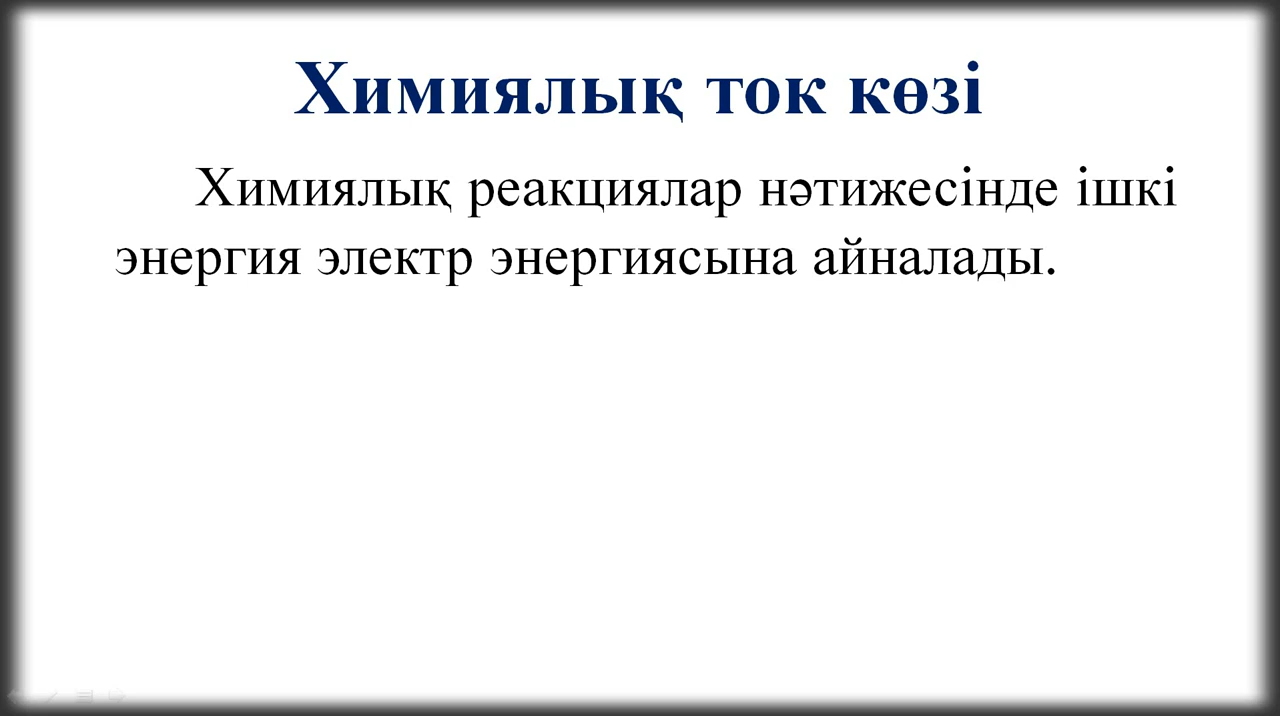 Химиялық ток көзі
Химиялық реакциялар нәтижесінде ішкі
энергия электр энергиясына айналады.